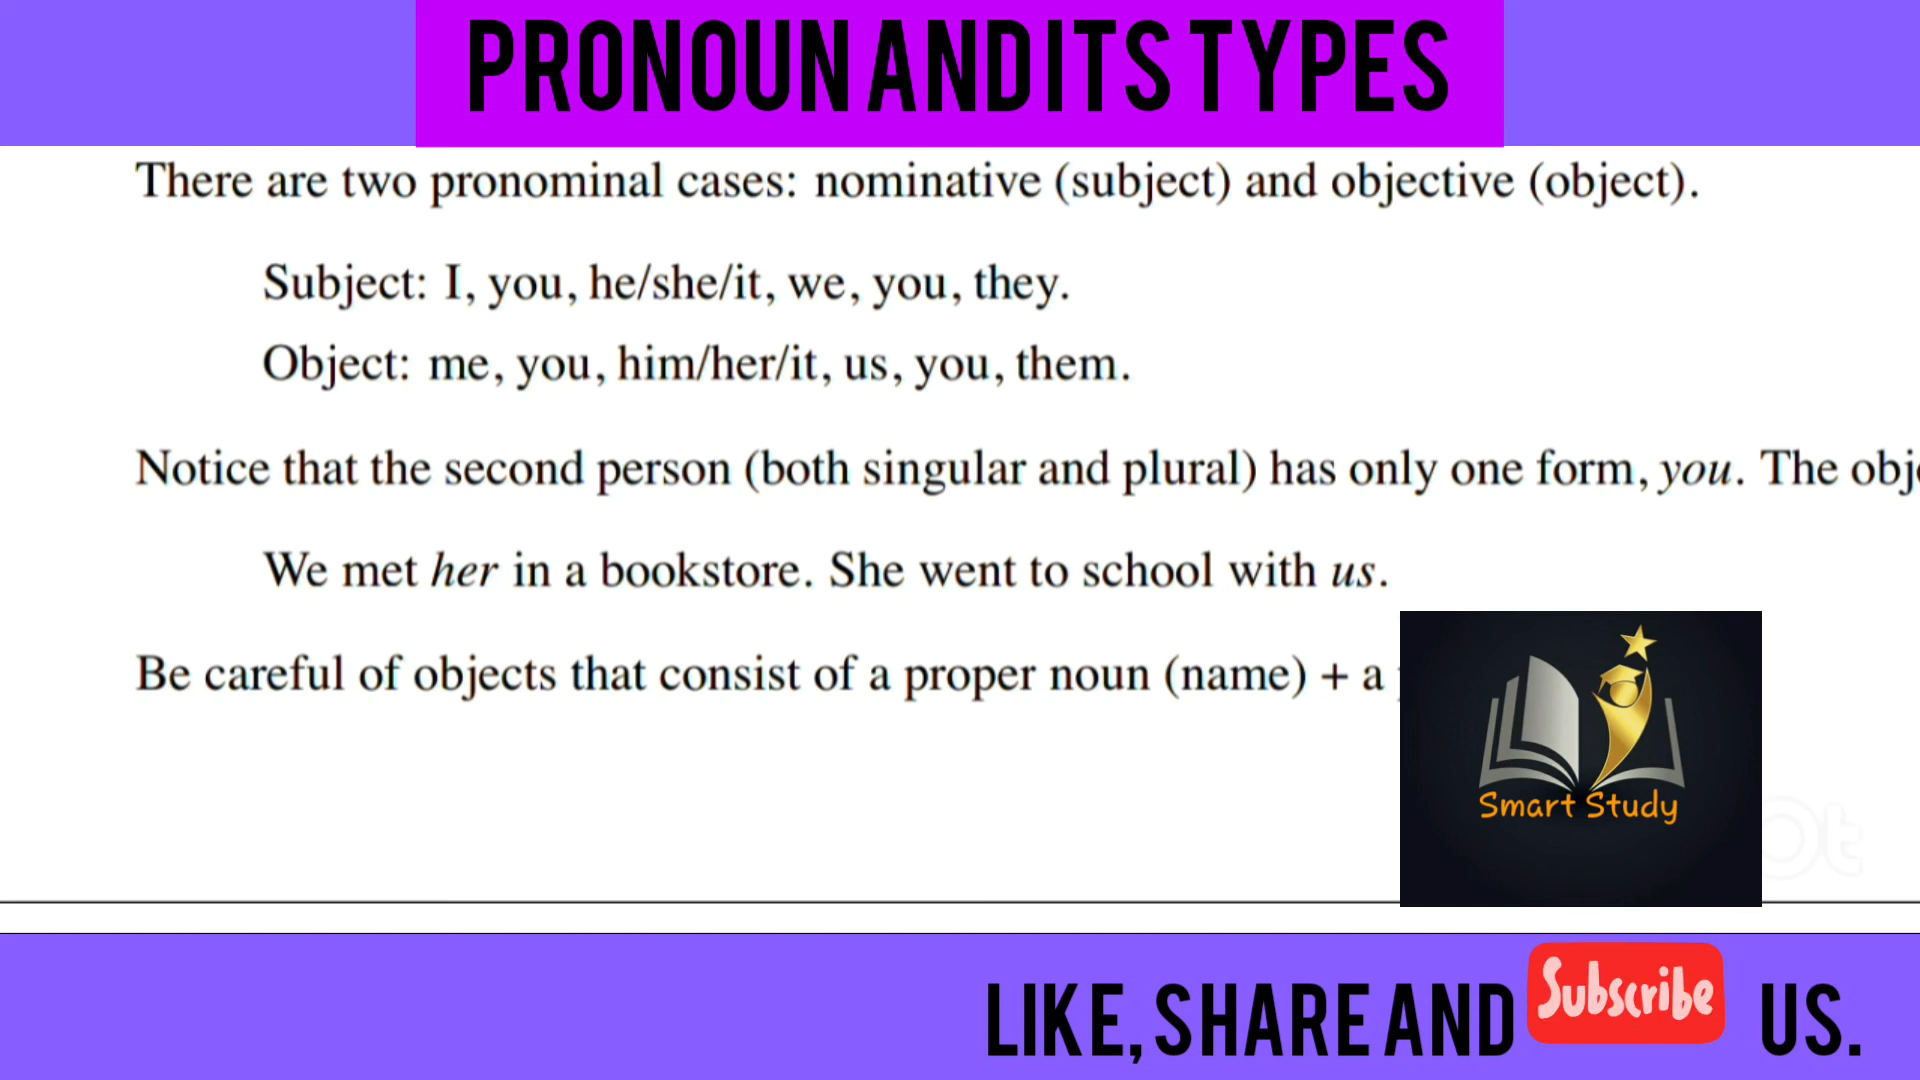 PRONOUN AND ITS TYPES
There are two pronominal cases: nominative (subject) and objective (object).
Subject: I, you, he/she/it, we, you, they.
Object: me, you, him/her/it, us, you, them.
Notice that the second person (both singular and plural) has only one form, you. The
We met her in a bookstore. She went to school with us.
Be careful of objects that consist of a proper noun (name) + a
Smart Study
LIKE, SHARE AND Subscribe US.